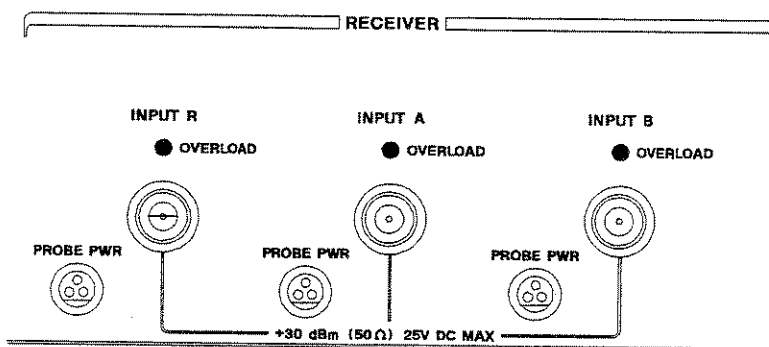 RECEIVER
INPUT R
INPUT A
INPUT B
OVERLOAD
OVERLOAD
OVERLOAD
PROBE PWR
PROBE PWR
PROBE PWR
+30 dBm (50Ω) 25V DC MAX